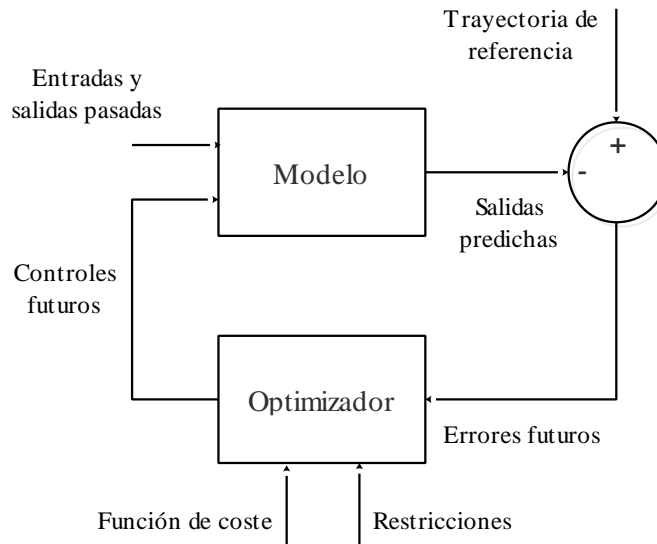 Trayectoria de
referencia
Entradas y
salidas pasadas
+
Modelo
-
Salidas
predichas
Controles
futuros
Optimizador
Errores futuros
Función de coste
Restricciones